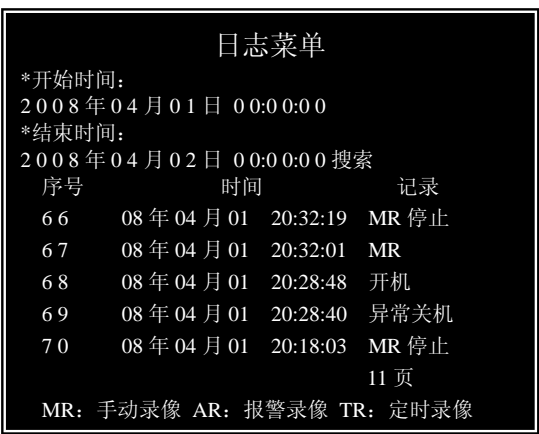 日志菜单
*开始时间:
2008年04月01日 00:00:00
*结束时间:
2008年04月02日 00:00:00搜索
序号 时间 记录
66 08年04月01 20:32:19 MR停止
67 08年04月01 20:32:01 MR
68 08年04月01 20:28:48 开机
69 08年04月01 20:28:40 异常关机
70 08年04月01 20:18:03 MR停止
11页
MR：手动录像 AR：报警录像 TR：定时录像